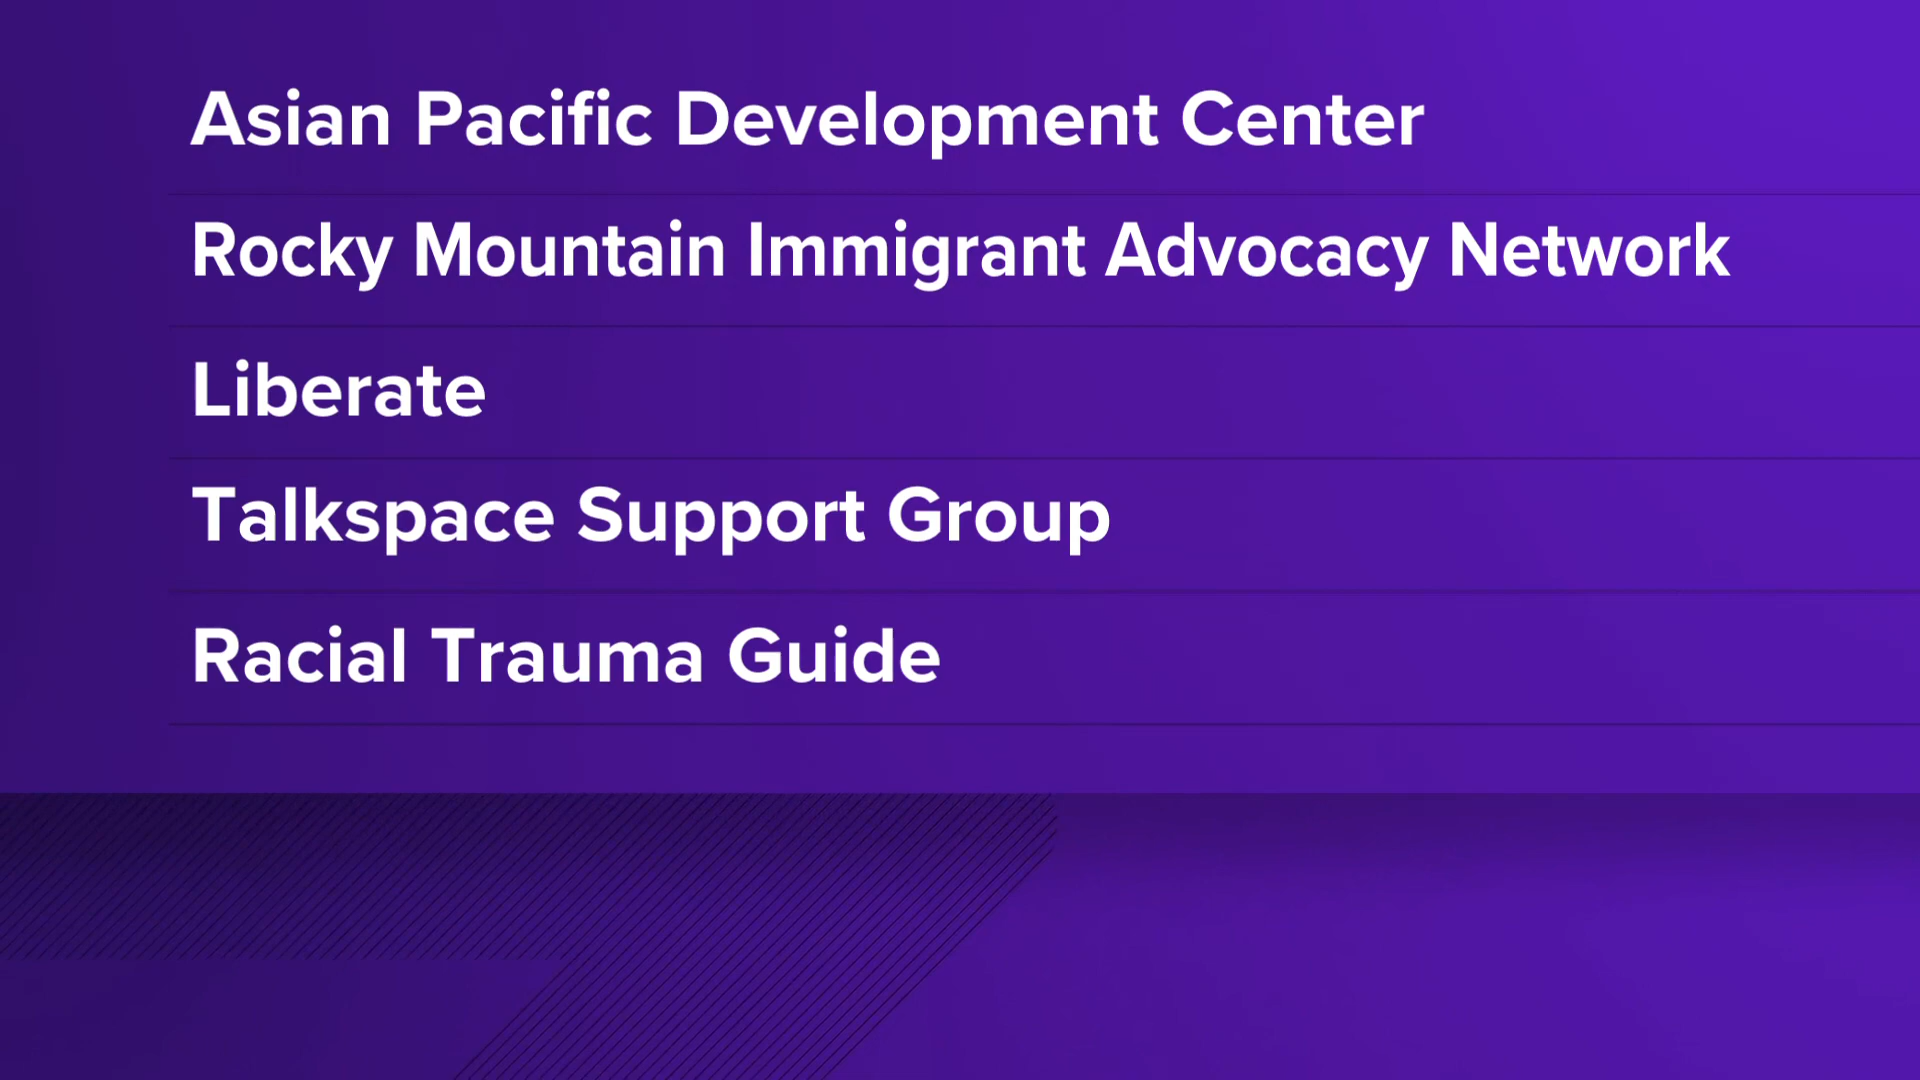 Asian Pacific Development Center
Rocky Mountain Immigrant Advocacy Network
Liberate
Talkspace Support Group
Racial Trauma Guide